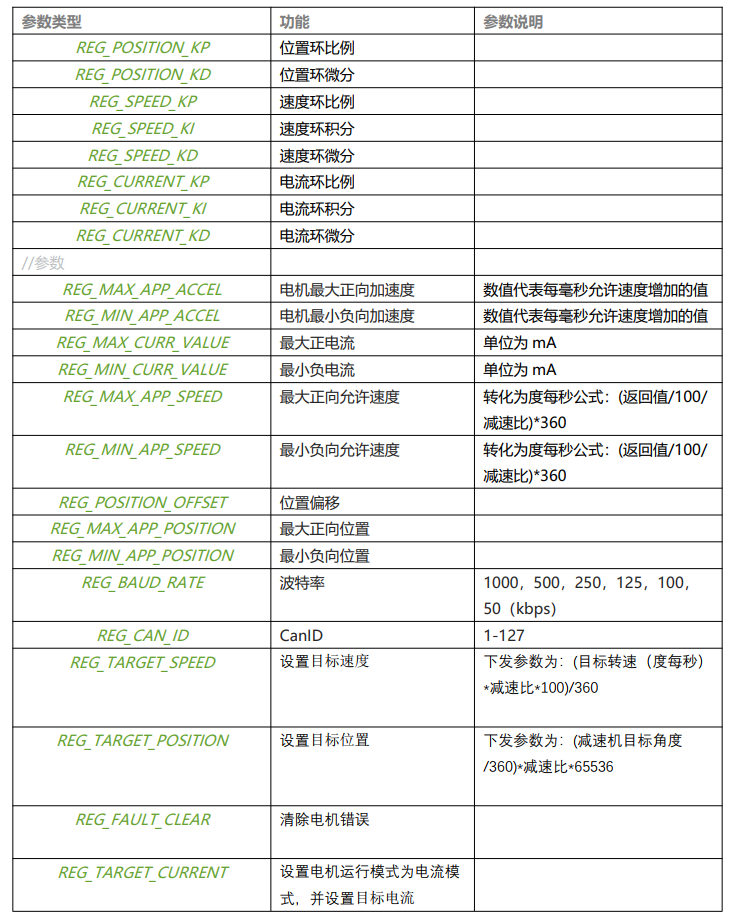 参数类型 功能 参数说明
REG_POSITION_KP 位置环比例
REG_POSITION_KD 位置环微分
REG_SPEED_KP 速度环比例
REG_SPEED_KI 速度环积分
REG_SPEED_KD 速度环微分
REG_CURRENT_KP 电流环比例
REG_CURRENT_KI 电流环积分
REG_CURRENT_KD 电流环微分
//参数
REG_MAX_APP_ACCEL 电机最大正向加速度 数值代表每毫秒允许速度增加的值
REG_MIN_APP_ACCEL 电机最小负向加速度 数值代表每毫秒允许速度增加的值
REG_MAX_CURR_VALUE 最大正电流 单位为 mA
REG_MIN_CURR_VALUE 最小负电流 单位为 mA
REG_MAX_APP_SPEED 最大正向允许速度 转化为度每秒公式：(返回值/100/
减速比)*360
REG_MIN_APP_SPEED 最小负向允许速度 转化为度每秒公式：(返回值/100/
减速比)*360
REG_POSITION_OFFSET 位置偏移
REG_MAX_APP_POSITION 最大正向位置
REG_MIN_APP_POSITION 最小负向位置
REG_BAUD_RATE 波特率 1000，500，250，125，100，
50（kbps）
REG_CAN_ID CanID 1-127
REG_TARGET_SPEED 设置目标速度 下发参数为：(目标转速（度每秒）
*减速比*100)/360
REG_TARGET_POSITION 设置目标位置 下发参数为：(减速机目标角度
/360)*减速比*65536
REG_FAULT_CLEAR 清除电机错误
REG_TARGET_CURRENT 设置电机运行模式为电流模
式，并设置目标电流